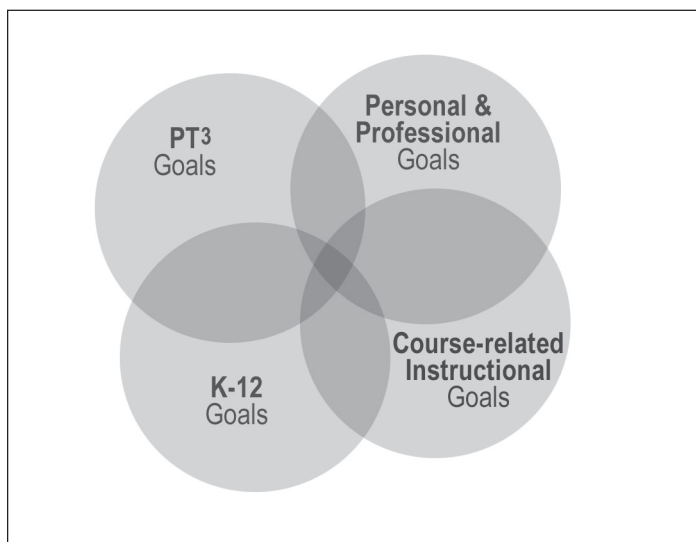 PT3
Goals
Personal &
Professional
Goals
K-12
Goals
Course-related
Instructional
Goals